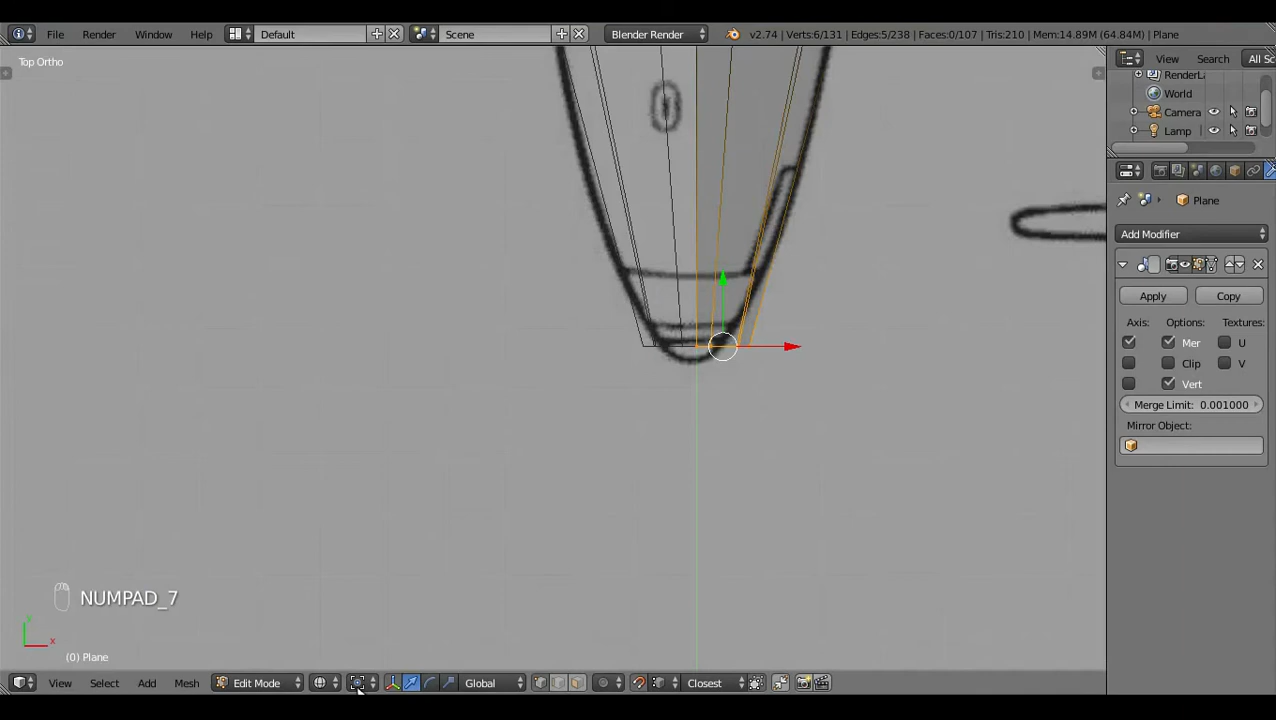 File Render Window Help Default Scene Blender Render v2.74 | Verts:6/131 | Edges:5/238 | Faces:0/107 | Tris:210 | Mem:14.89M (64.84M) | Plane
Top Ortho
View Search All Sc
RenderLa
World
Camera
Lamp
Plane
Add Modifier
Apply Copy
Axis: Options: Textures:
Mer U
Clip V
Vert
Merge Limit: 0.001000
Mirror Object:
NUMPAD_7
y
x
(0) Plane
View Select Add Mesh Edit Mode Global Closest